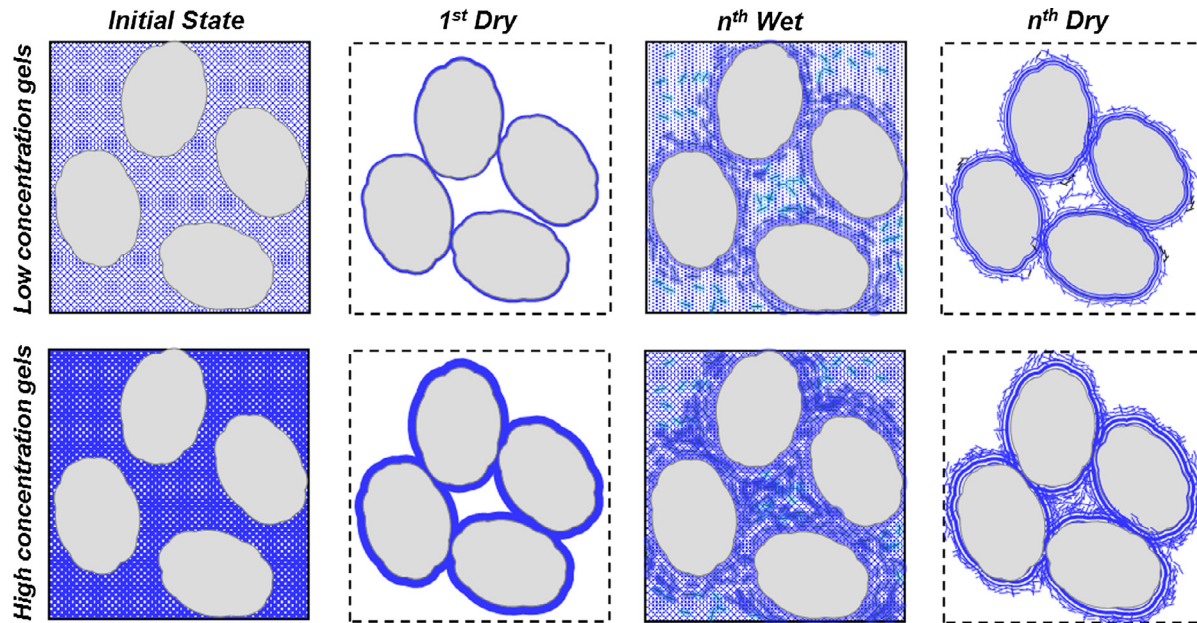 Initial State
1st Dry
nth Wet
nth Dry
Low concentration gels
High concentration gels